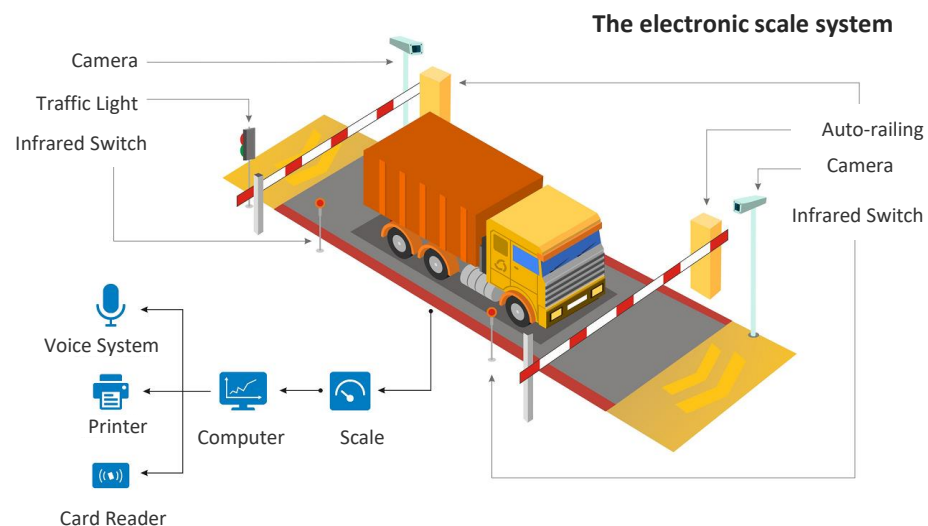 The electronic scale system
Camera
Traffic Light
Infrared Switch
Auto-railing
Camera
Infrared Switch
Voice System
Printer
Computer
Scale
Card Reader